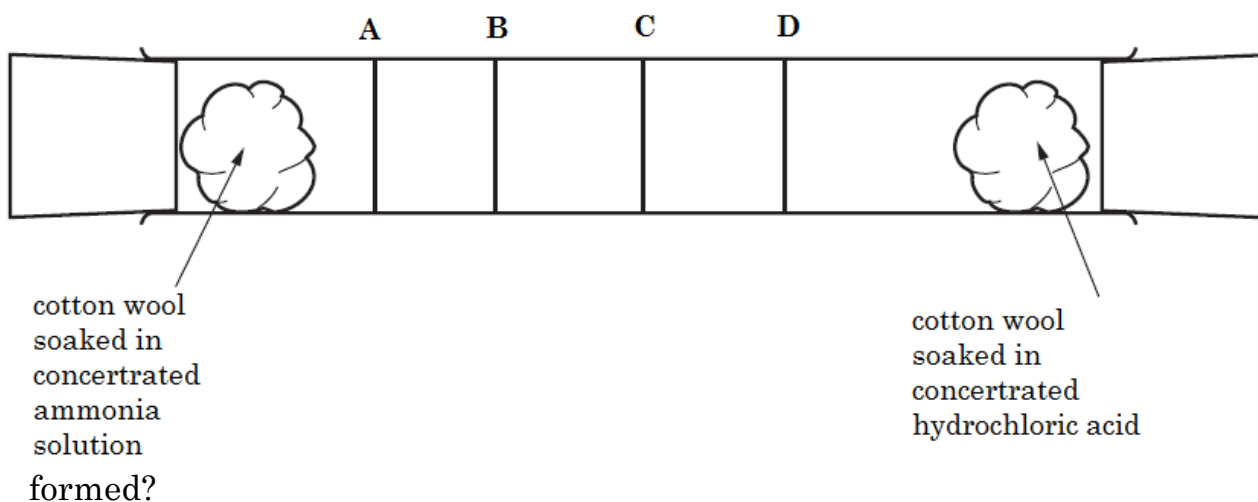 A B C D
cotton wool
soaked in
concertrated
ammonia
solution
cotton wool
soaked in
concertrated
hydrochloric acid
formed?